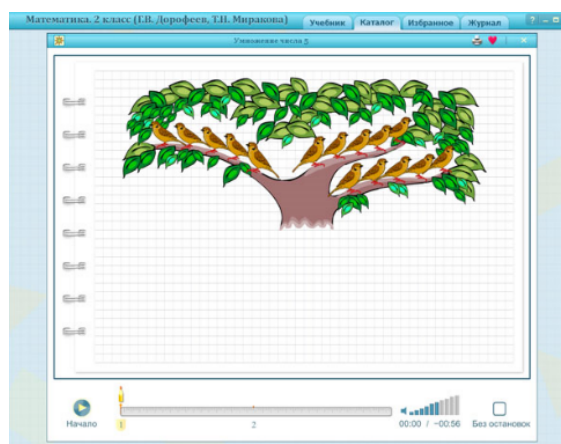 Математика. 2 класс (Г.В. Дорофеев, Т.Н. Миракова)
Учебник
Каталог
Избранное
Журнал
?
Умножение числа 5
Начало
1
2
00:00 / -00:56
Без остановок